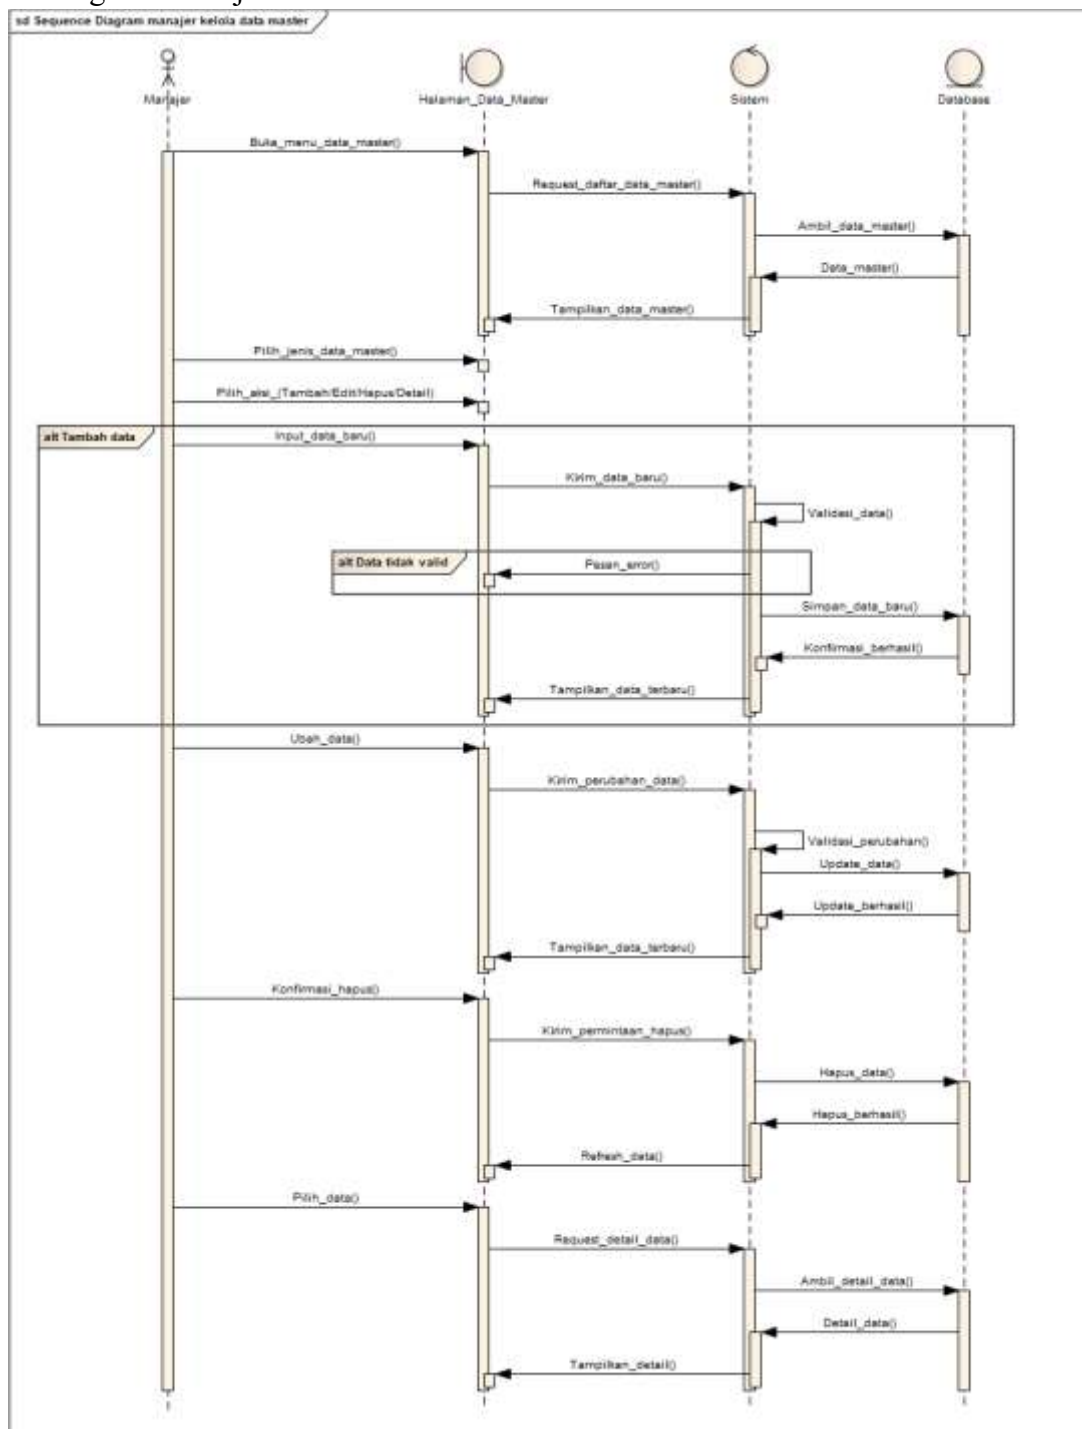 sd Sequence Diagram manajer kelola data master
Manajer
Halaman_Data_Master
Sistem
Database
Buka_menu_data_master()
Request_daftar_data_master()
Ambil_data_master()
Data_master()
Tampilkan_data_master()
Pilih_jenis_data_master()
Pilih_aksi_(Tambah/Edit/Hapus/Detail)
alt Tambah data
Input_data_baru()
Kirim_data_baru()
Validasi_data()
alt Data tidak valid
Pesan_error()
Simpan_data_baru()
Konfirmasi_berhasil()
Tampilkan_data_terbaru()
Ubah_data()
Kirim_perubahan_data()
Validasi_perubahan()
Update_data()
Update_berhasil()
Tampilkan_data_terbaru()
Konfirmasi_hapus()
Kirim_permintaan_hapus()
Hapus_data()
Hapus_berhasil()
Refresh_data()
Pilih_data()
Request_detail_data()
Ambil_detail_data()
Detail_data()
Tampilkan_detail()